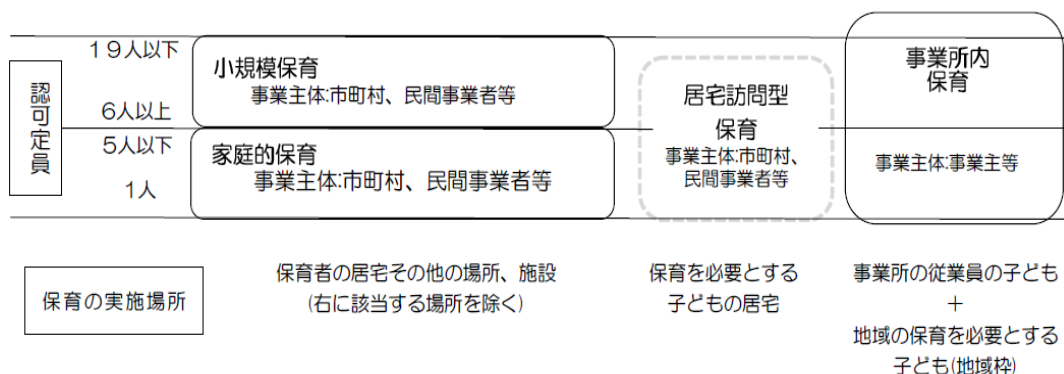 認可定員
19人以下
6人以上
5人以下
1人
小規模保育
事業主体:市町村、民間事業者等
家庭的保育
事業主体:市町村、民間事業者等
居宅訪問型
保育
事業主体:市町村、
民間事業者等
事業所内
保育
事業主体:事業主等
保育の実施場所
保育者の居宅その他の場所、施設
(右に該当する場所を除く)
保育を必要とする
子どもの居宅
事業所の従業員の子ども
+
地域の保育を必要とする
子ども(地域枠)